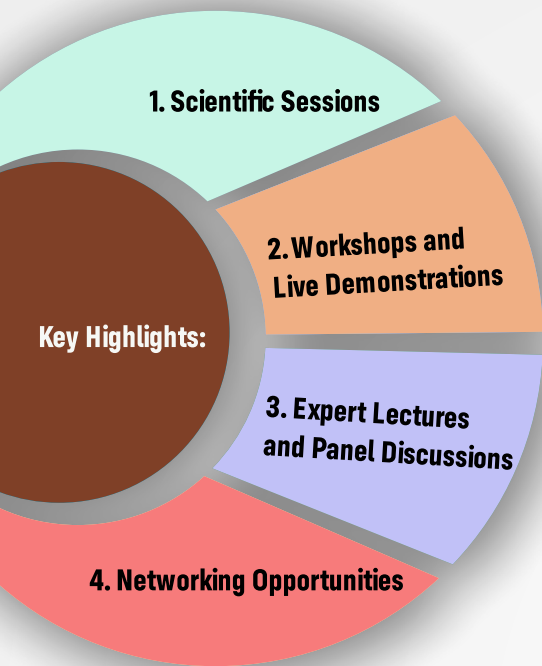 1. Scientific Sessions
2. Workshops and
Live Demonstrations
Key Highlights:
3. Expert Lectures
and Panel Discussions
4. Networking Opportunities